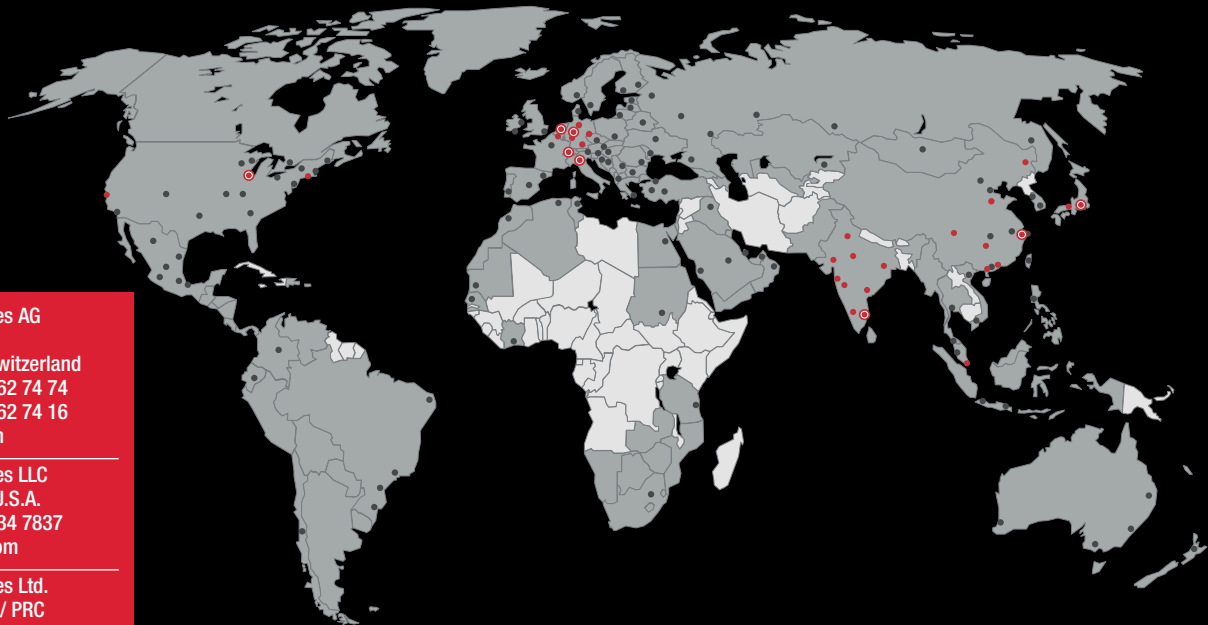 es AG
witzerland
62 74 74
62 74 16
es LLC
J.S.A.
34 7837
om
es Ltd.
/ PRC